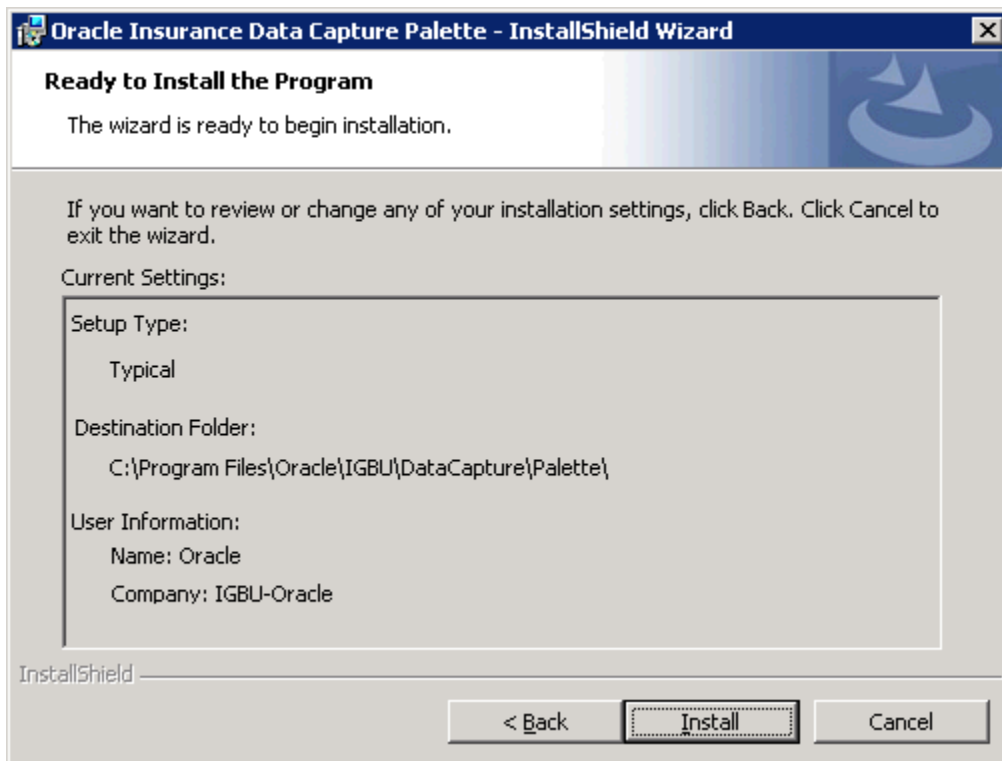 Oracle Insurance Data Capture Palette - InstallShield Wizard
Ready to Install the Program
The wizard is ready to begin installation.
If you want to review or change any of your installation settings, click Back. Click Cancel to
exit the wizard.
Current Settings:
Setup Type:
Typical
Destination Folder:
C:\Program Files\Oracle\IGBU\DataCapture\Palette\
User Information:
Name: Oracle
Company: IGBU-Oracle
InstallShield
< Back
Install
Cancel